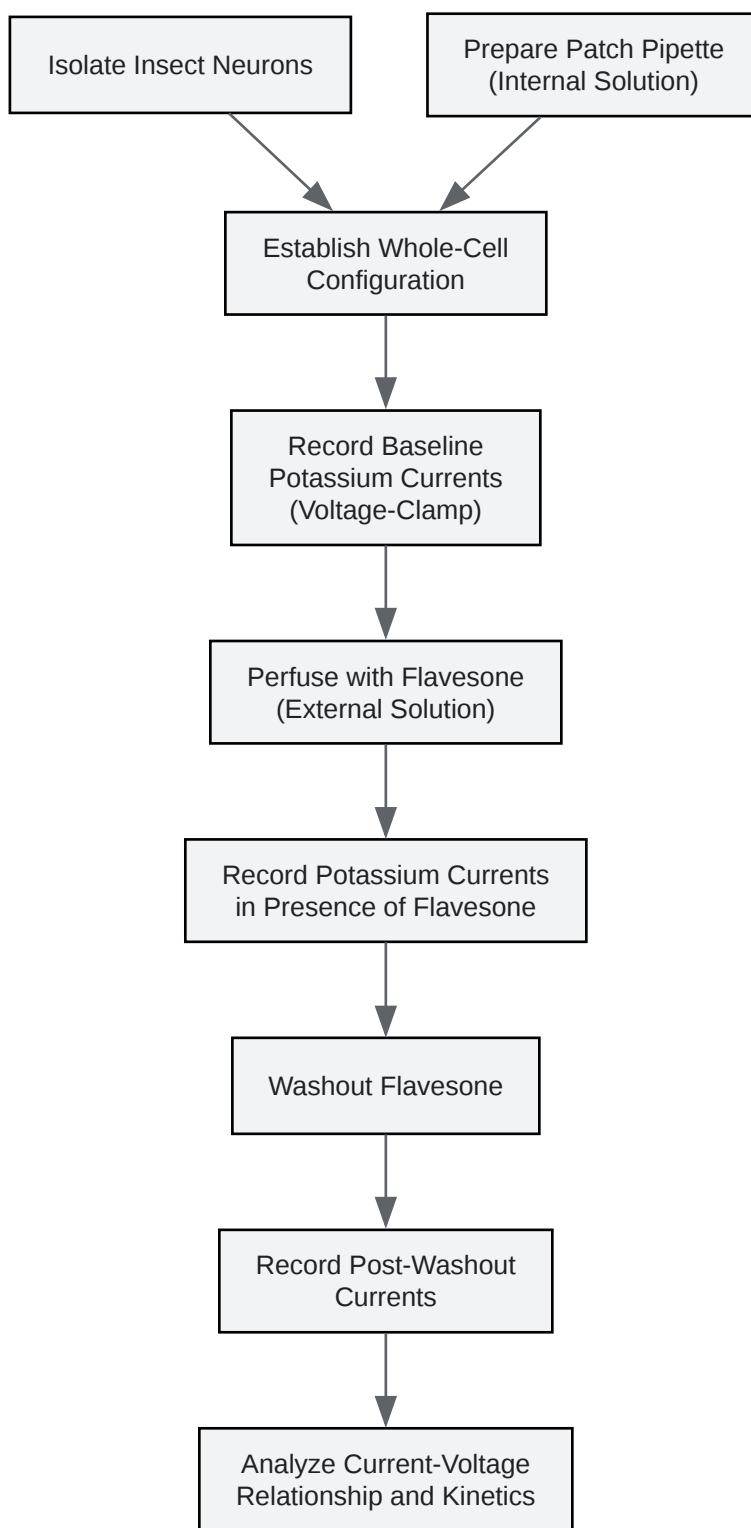 Isolate Insect Neurons
Prepare Patch Pipette
(Internal Solution)
Establish Whole-Cell
Configuration
Record Baseline
Potassium Currents
(Voltage-Clamp)
Perfuse with Flavesone
(External Solution)
Record Potassium Currents
in Presence of Flavesone
Washout Flavesone
Record Post-Washout
Currents
Analyze Current-Voltage
Relationship and Kinetics